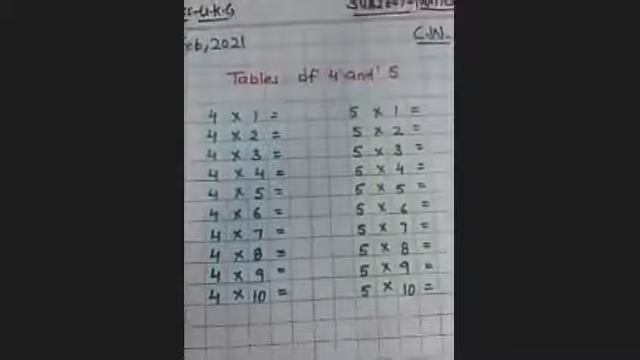 U.K.G
Feb, 2021 C.W.
Tables of 4 and 5
4 x 1 = 5 x 1 =
4 x 2 = 5 x 2 =
4 x 3 = 5 x 3 =
4 x 4 = 5 x 4 =
4 x 5 = 5 x 5 =
4 x 6 = 5 x 6 =
4 x 7 = 5 x 7 =
4 x 8 = 5 x 8 =
4 x 9 = 5 x 9 =
4 x 10 = 5 x 10 =